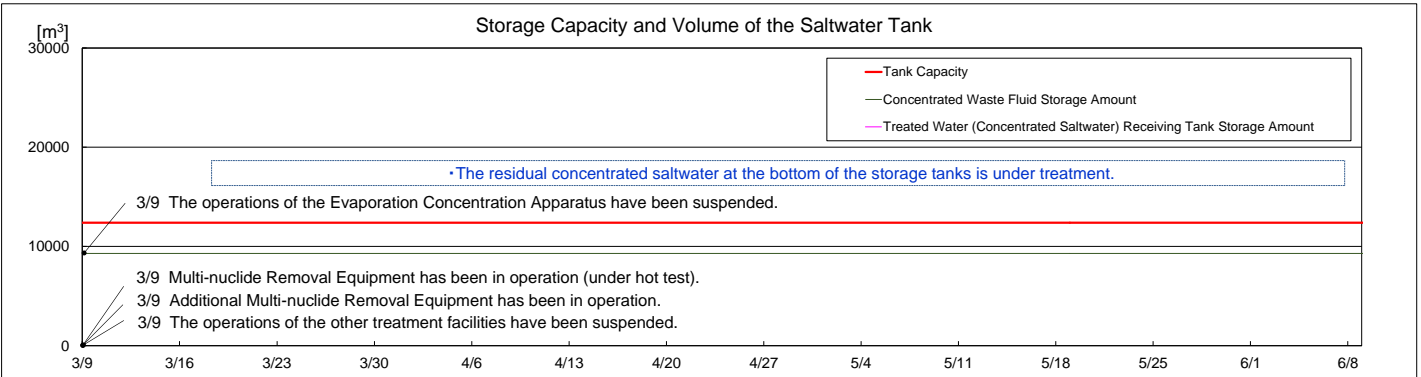 Storage Capacity and Volume of the Saltwater Tank
[m³]
30000
Tank Capacity
Concentrated Waste Fluid Storage Amount
Treated Water (Concentrated Saltwater) Receiving Tank Storage Amount
20000
・The residual concentrated saltwater at the bottom of the storage tanks is under treatment.
3/9 The operations of the Evaporation Concentration Apparatus have been suspended.
10000
3/9 Multi-nuclide Removal Equipment has been in operation (under hot test).
3/9 Additional Multi-nuclide Removal Equipment has been in operation.
3/9 The operations of the other treatment facilities have been suspended.
0
3/9 3/16 3/23 3/30 4/6 4/13 4/20 4/27 5/4 5/11 5/18 5/25 6/1 6/8